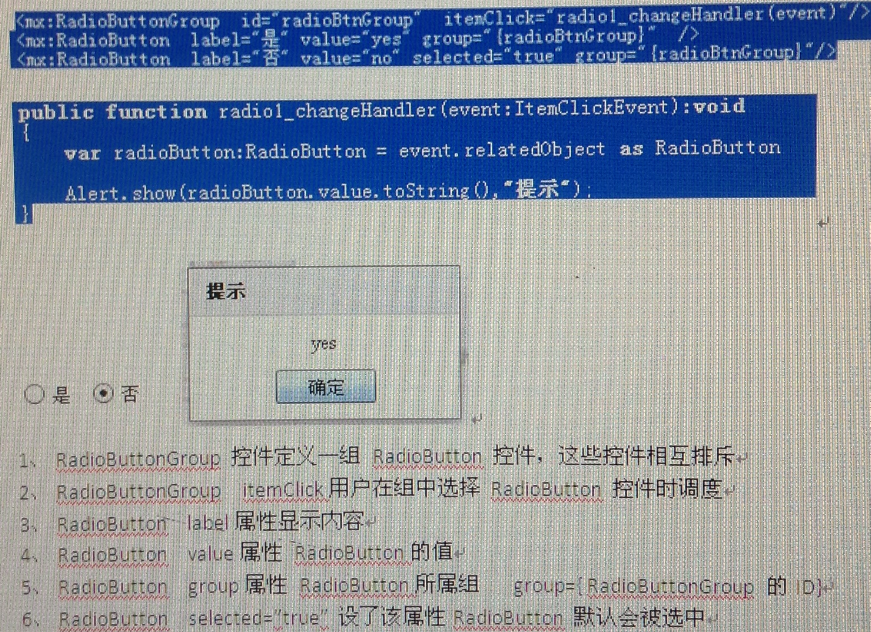 <mx:RadioButtonGroup id="radioBtnGroup" itemClick="radio1_changeHandler(event)"/>
<mx:RadioButton label="是" value="yes" group="{radioBtnGroup}" />
<mx:RadioButton label="否" value="no" selected="true" group="{radioBtnGroup}"/>
public function radio1_changeHandler(event:ItemClickEvent):void
{
var radioButton:RadioButton = event.relatedObject as RadioButton
Alert.show(radioButton.value.toString(),"提示");
}
提示
yes
确定
是 否
1、 RadioButtonGroup 控件定义一组 RadioButton 控件，这些控件相互排斥
2、 RadioButtonGroup itemClick 用户在组中选择 RadioButton 控件时调度
3、 RadioButton label 属性显示内容
4、 RadioButton value 属性 RadioButton 的值
5、 RadioButton group 属性 RadioButton 所属组 group={RadioButtonGroup 的 ID}
6、 RadioButton selected="true" 设了该属性 RadioButton 默认会被选中